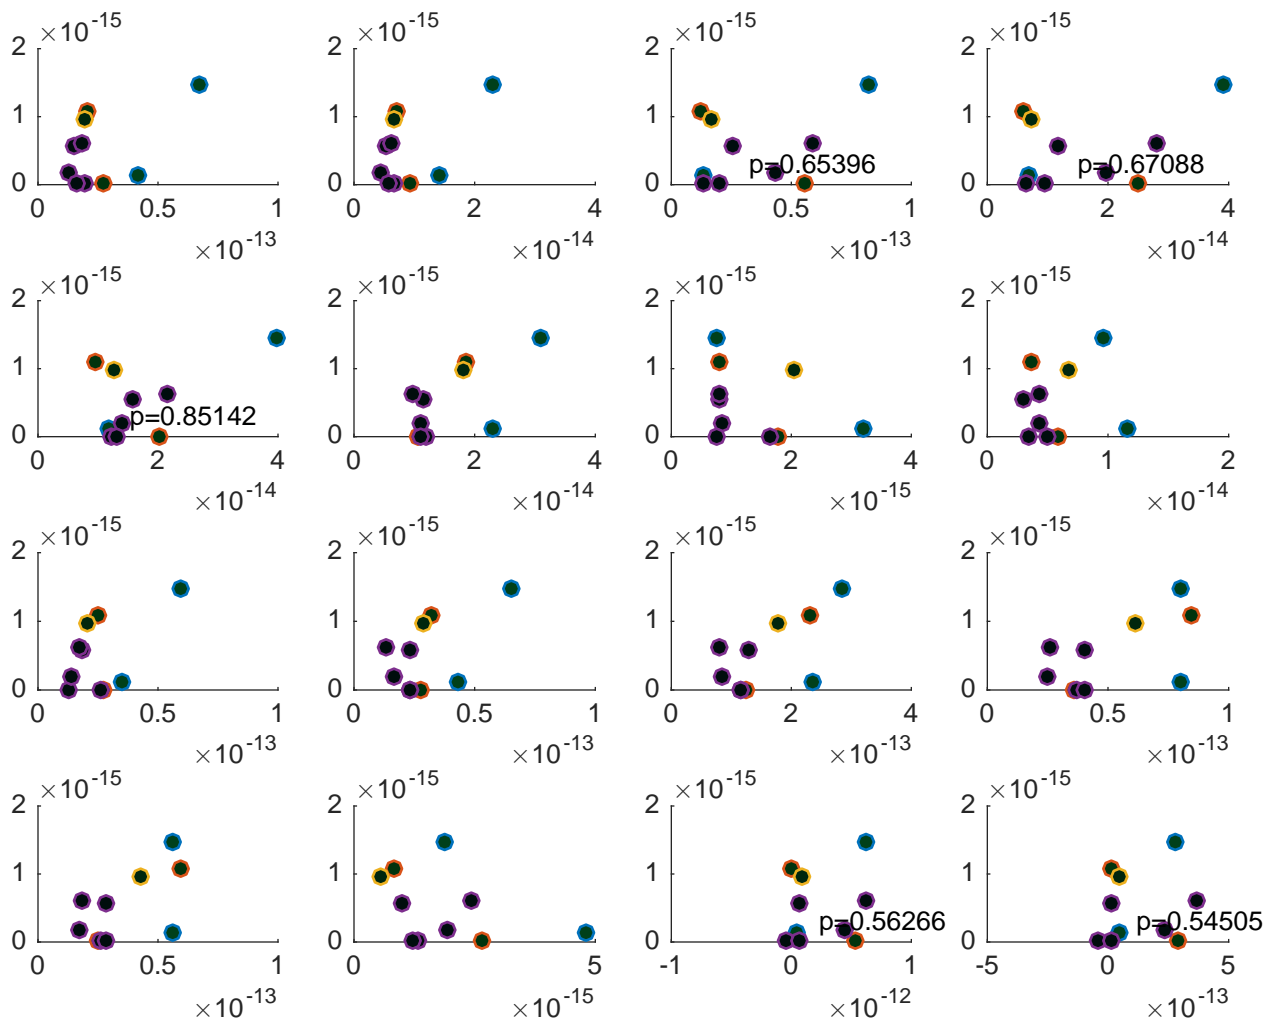 ×10-15 ×10-15 ×10-15 ×10-15
2 2 2 2
1 1 1 1
p=0.65396 p=0.67088
0 0 0 0
0 0.5 1 0 2 4 0 0.5 1 0 2 4
×10-13 ×10-14 ×10-13 ×10-14
×10-15 ×10-15 ×10-15 ×10-15
2 2 2 2
1 1 1 1
p=0.85142
0 0 0 0
0 2 4 0 2 4 0 2 4 0 1 2
×10-14 ×10-14 ×10-15 ×10-14
×10-15 ×10-15 ×10-15 ×10-15
2 2 2 2
1 1 1 1
0 0 0 0
0 0.5 1 0 0.5 1 0 2 4 0 0.5 1
×10-13 ×10-13 ×10-13 ×10-13
×10-15 ×10-15 ×10-15 ×10-15
2 2 2 2
1 1 1 1
p=0.56266 p=0.54505
0 0 0 0
0 0.5 1 0 5 -1 0 1 -5 0 5
×10-13 ×10-15 ×10-12 ×10-13